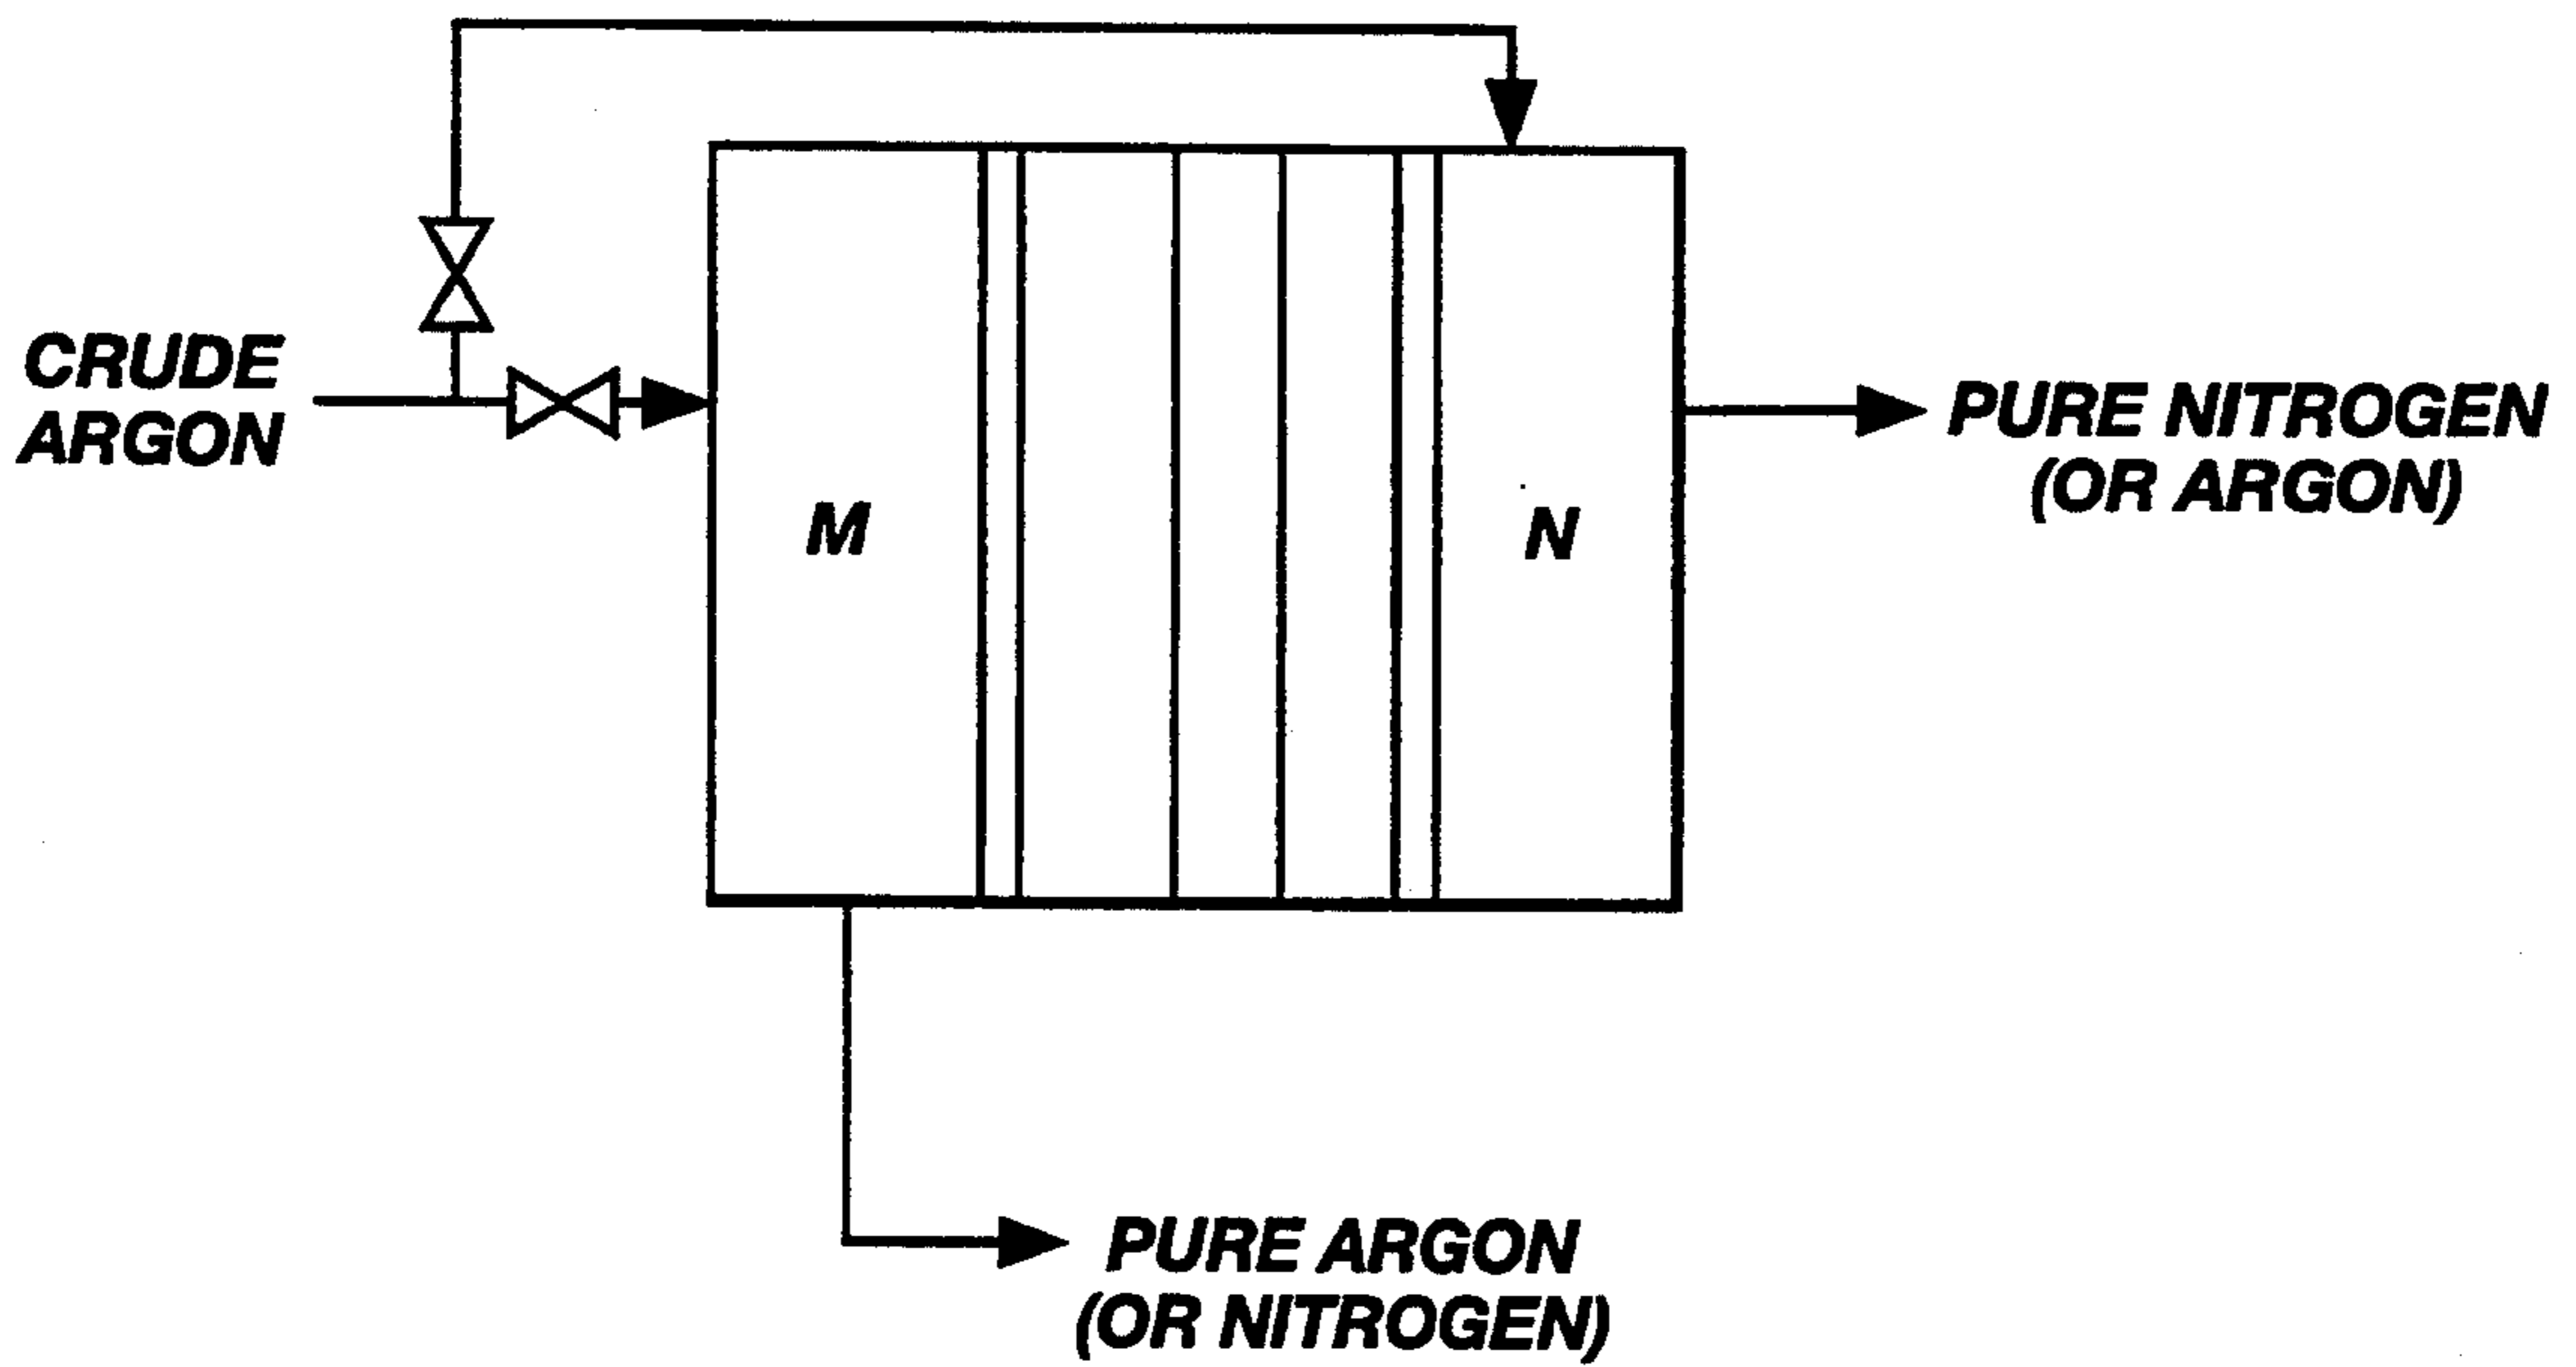 CRUDE
ARGON
M
N
PURE NITROGEN
(OR ARGON)
PURE ARGON
(OR NITROGEN)